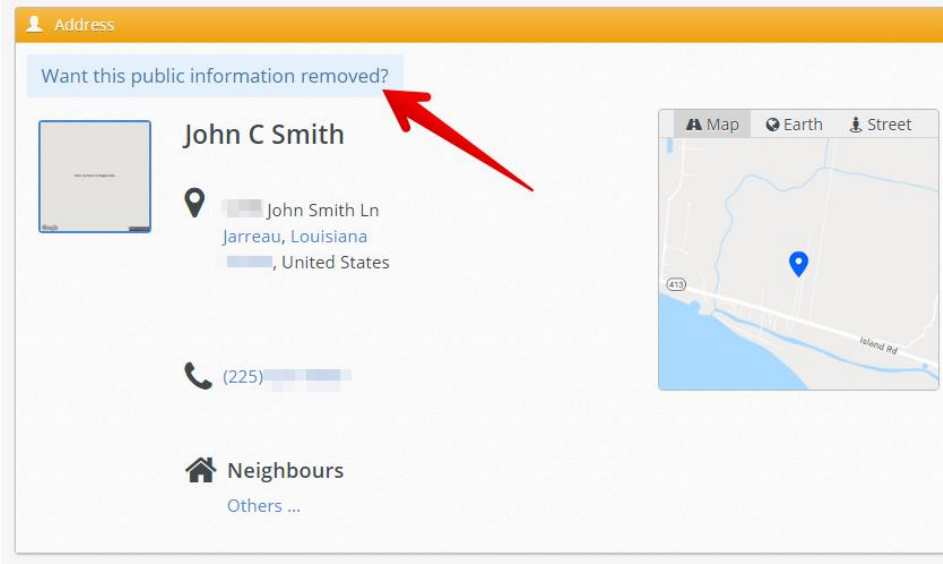 Address
Want this public information removed?
John C Smith
John Smith Ln
Jarreau, Louisiana
, United States
(225)
Neighbours
Others ...
Map
Earth
Street
413
Island Rd
Google